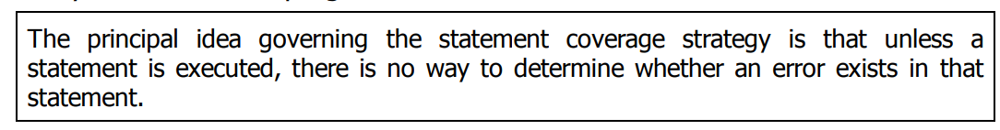 The principal idea governing the statement coverage strategy is that unless a
statement is executed, there is no way to determine whether an error exists in that
statement.